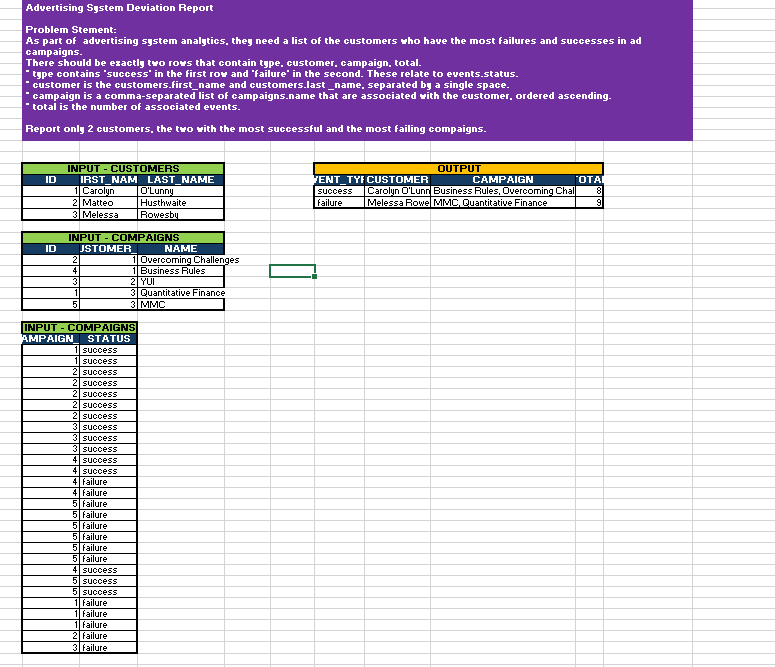 Advertising System Deviation Report
Problem Stement:
As part of advertising system analytics, they need a list of the customers who have the most failures and successes in ad
campaigns.
There should be exactly two rows that contain type, customer, campaign, total.
* type contains 'success' in the first row and 'failure' in the second. These relate to events.status.
* customer is the customers.first_name and customers.last _name, separated by a single space.
* campaign is a comma-separated list of campaigns.name that are associated with the customer, ordered ascending.
* total is the number of associated events.
Report only 2 customers, the two with the most successful and the most failing compaigns.
INPUT - CUSTOMERS
ID IRST_NAM LAST_NAME
1 Carolyn O'Lunny
2 Matteo Husthwaite
3 Melessa Rowesby
OUTPUT
VENT_TYI CUSTOMER CAMPAIGN OTAI
success Carolyn O'Lunn Business Rules, Overcoming Chal 8
failure Melessa Rowe MMC, Quantitative Finance 9
INPUT - COMPAIGNS
ID JSTOMER NAME
2 1 Overcoming Challenges
4 1 Business Rules
3 2 YUI
1 3 Quantitative Finance
5 3 MMC
INPUT - COMPAIGNS
AMPAIGN_ STATUS
1 success
1 success
2 success
2 success
2 success
2 success
2 success
3 success
3 success
3 success
4 success
4 success
4 failure
4 failure
5 failure
5 failure
5 failure
5 failure
5 failure
5 failure
4 success
5 success
5 success
1 failure
1 failure
1 failure
2 failure
3 failure